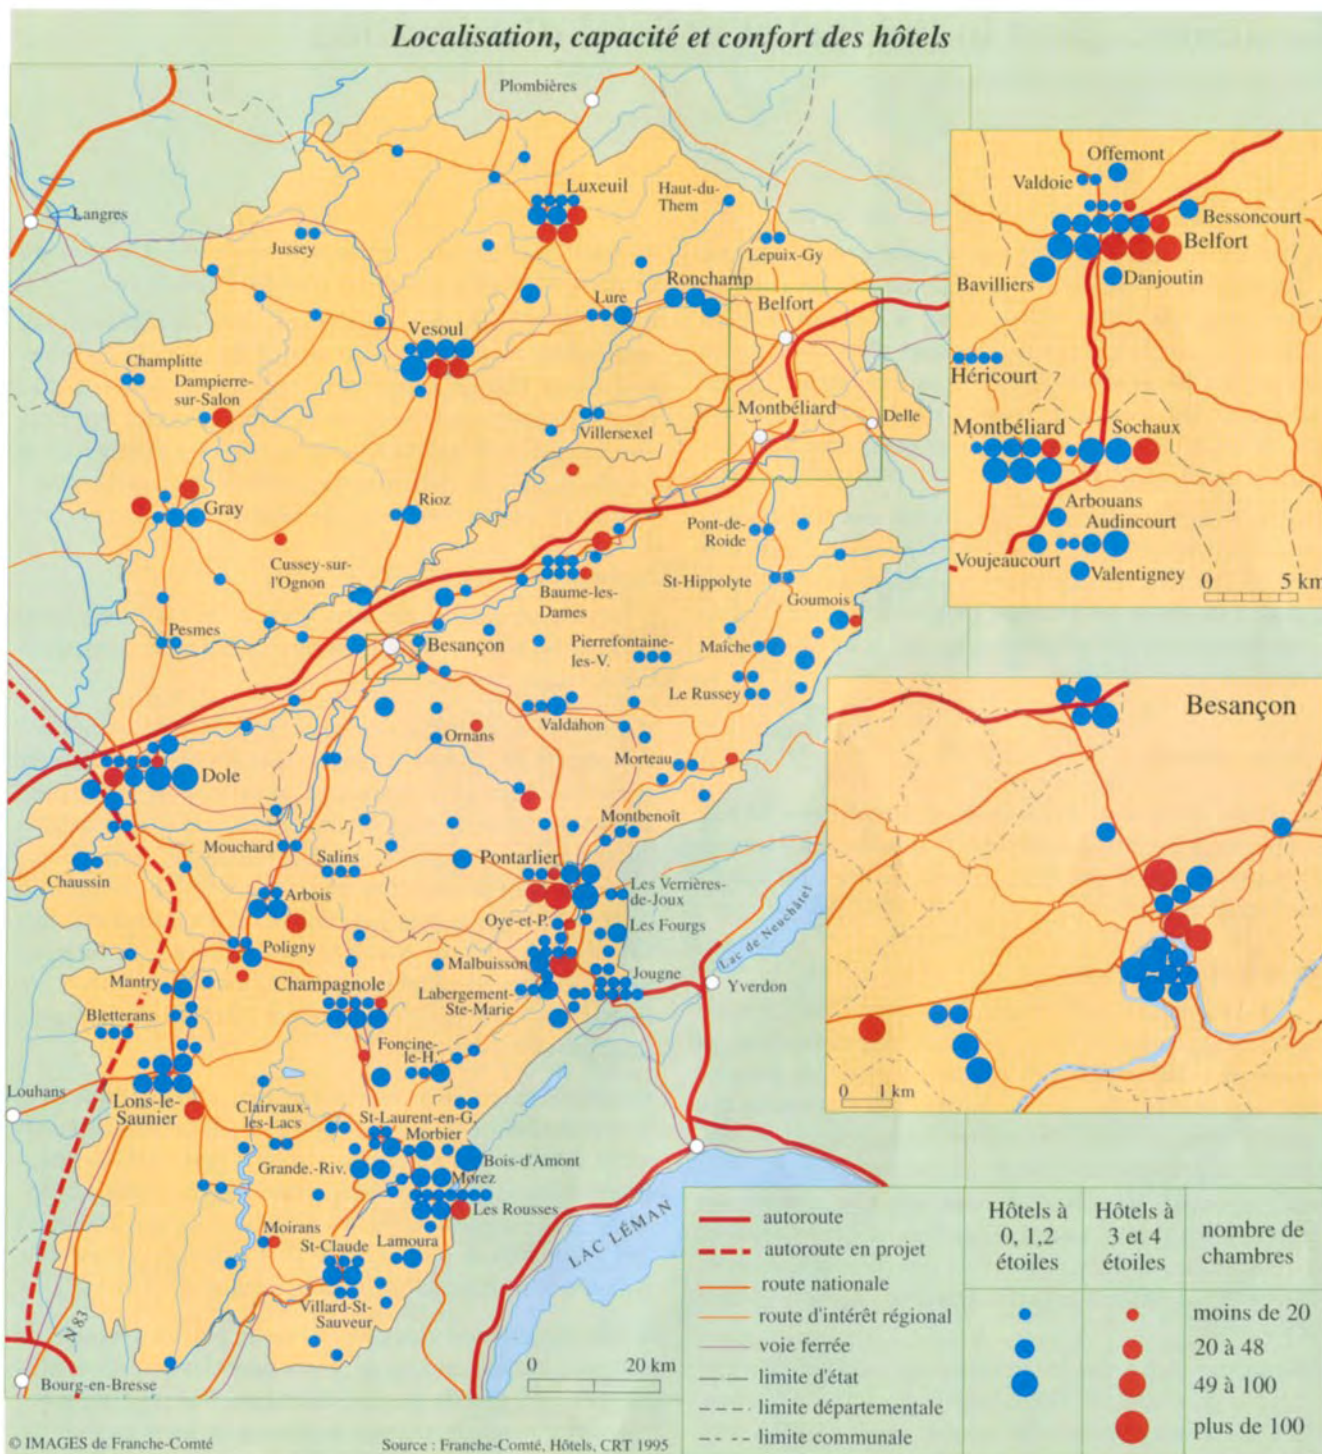 Localisation, capacité et confort des hôtels
Plombières
Langres
Luxeuil
Haut-du-
Them
Jussey
Lepuix-Gy
Ronchamp
Lure
Belfort
Vesoul
Champlitte
Dampierre-
sur-Salon
Montbéliard
Delle
Villersexel
Gray
Rioz
Pont-de-
Roide
Cussey-sur-
l'Ognon
Baume-les-
Dames
St-Hippolyte
Goumois
Pesmes
Besançon
Pierrefontaine-
les-V.
Maîche
Le Russey
Valdahon
Ornans
Morteau
Dole
Montbenoît
Mouchard
Salins
Pontarlier
Chaussin
Arbois
Les Verrières-
de-Joux
Oye-et-P.
Les Fourgs
Poligny
Malbuisson
Mantry
Champagnole
Jougne
Labergement-
Ste-Marie
Bletterans
Foncine-
le-H.
Lac de Neuchâtel
Yverdon
Louhans
Lons-le-
Saunier
Clairvaux-
les-Lacs
St-Laurent-en-G.
Morbier
Bois-d'Amont
Grande.-Riv.
Morez
Les Rousses
Moirans
St-Claude
Lamoura
Villard-St-
Sauveur
LAC LÉMAN
N 83
Bourg-en-Bresse
0 20 km
Offemont
Valdoie
Bessoncourt
Belfort
Bavilliers
Danjoutin
Héricourt
Montbéliard
Sochaux
Arbouans
Audincourt
Voujeaucourt
Valentigney
0 5 km
Besançon
0 1 km
autoroute
autoroute en projet
route nationale
route d'intérêt régional
voie ferrée
limite d'état
limite départementale
limite communale
Hôtels à
0, 1,2
étoiles
Hôtels à
3 et 4
étoiles
nombre de
chambres
moins de 20
20 à 48
49 à 100
plus de 100
© IMAGES de Franche-Comté
Source : Franche-Comté, Hôtels, CRT 1995